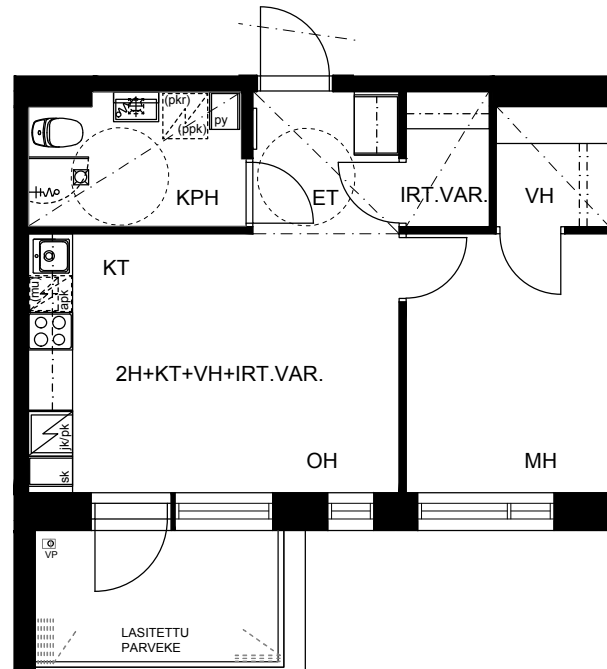 (pkr)
(ppk)
py
KPH
ET
IRT.VAR.
VH
KT
(mu)
apk
2H+KT+VH+IRT.VAR.
jk/pk
sk
OH
MH
VP
LASITETTU
PARVEKE